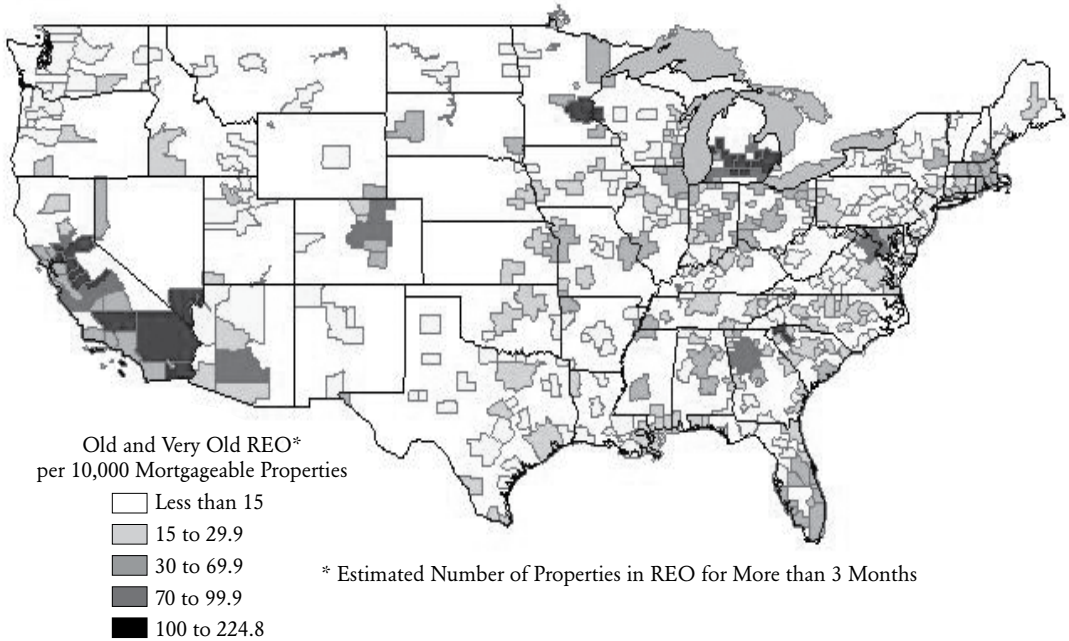 Old and Very Old REO*
per 10,000 Mortgageable Properties
Less than 15
15 to 29.9
30 to 69.9
70 to 99.9
100 to 224.8
* Estimated Number of Properties in REO for More than 3 Months